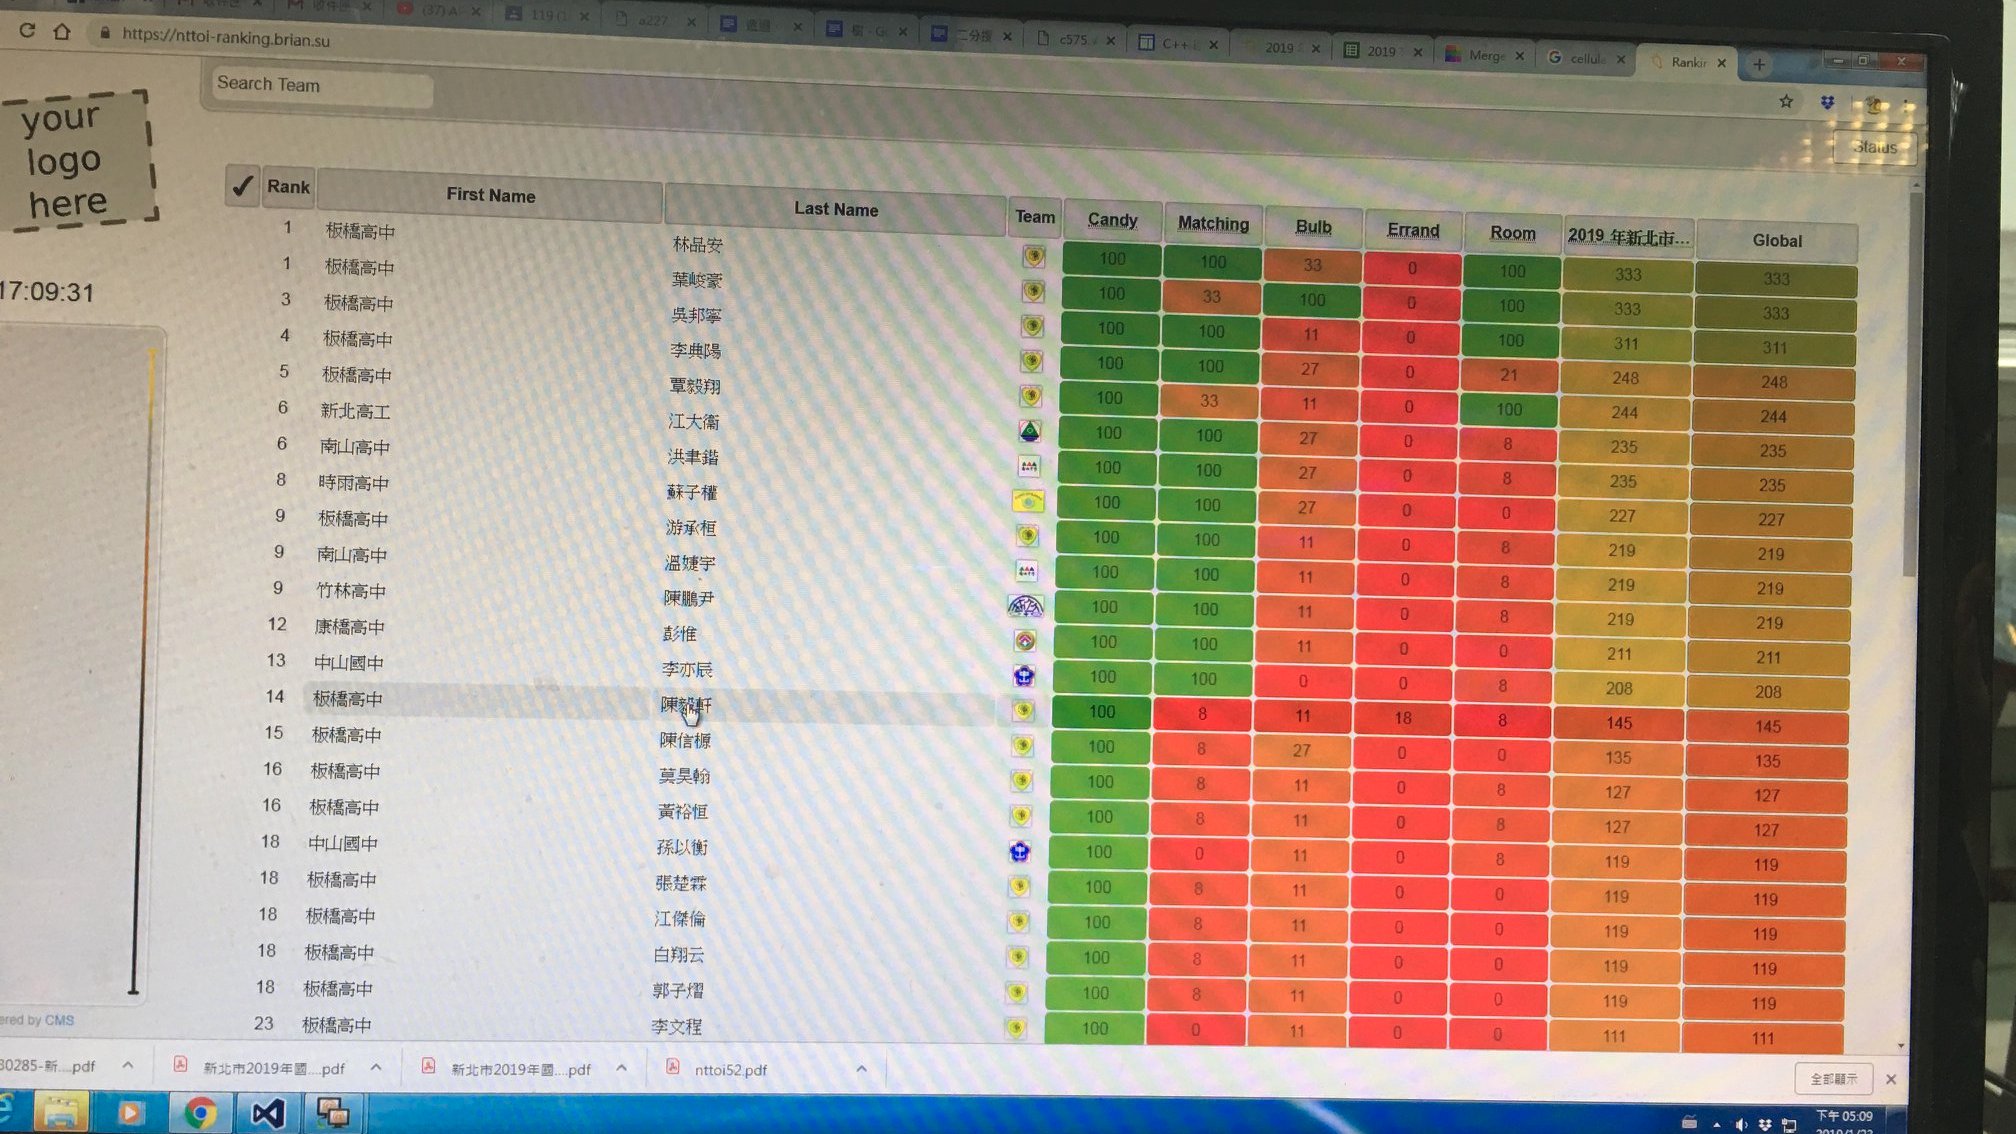 https://nttoi-ranking.brian.su
(37) A
119 (
a227
c575.
C++ i
2019
2019
Merge
cellula
Rankir
Search Team
Status
your
logo
here
17:09:31
Rank First Name Last Name Team Candy Matching Bulb Errand Room 2019 年新北市... Global
1 板橋高中 林品安 100 100 33 0 100 333 333
1 板橋高中 葉峻豪 100 33 100 0 100 333 333
3 板橋高中 吳邦寧 100 100 11 0 100 311 311
4 板橋高中 李典陽 100 100 27 0 21 248 248
5 板橋高中 覃毅翔 100 33 11 0 100 244 244
6 新北高工 江大衞 100 100 27 0 8 235 235
6 南山高中 洪聿鍇 100 100 27 0 8 235 235
8 時雨高中 蘇子權 100 100 27 0 0 227 227
9 板橋高中 游承桓 100 100 11 0 8 219 219
9 南山高中 溫婕宇 100 100 11 0 8 219 219
9 竹林高中 陳鵬尹 100 100 11 0 8 219 219
12 康橋高中 彭惟 100 100 11 0 0 211 211
13 中山國中 李亦辰 100 100 0 0 8 208 208
14 板橋高中 陳毅軒 100 8 11 18 8 145 145
15 板橋高中 陳信榞 100 8 27 0 0 135 135
16 板橋高中 莫昊翰 100 8 11 0 8 127 127
16 板橋高中 黃裕恒 100 8 11 0 8 127 127
18 中山國中 孫以衡 100 0 11 0 8 119 119
18 板橋高中 張楚霖 100 8 11 0 0 119 119
18 板橋高中 江傑倫 100 8 11 0 0 119 119
18 板橋高中 白翔云 100 8 11 0 0 119 119
18 板橋高中 郭子熠 100 8 11 0 0 119 119
23 板橋高中 李文程 100 0 11 0 0 111 111
ered by CMS
30285-新....pdf
新北市2019年國....pdf
新北市2019年國....pdf
nttoi52.pdf
全部顯示
下午 05:09